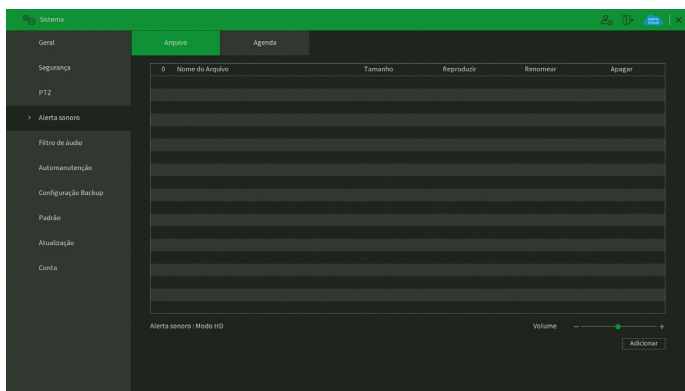 Sistema
Geral
Arquivo
Agenda
Segurança
0 Nome do Arquivo Tamanho Reproduzir Renomear Apagar
PTZ
Alerta sonoro
Filtro de áudio
Automanutenção
Configuração Backup
Padrão
Atualização
Conta
Alerta sonoro : Modo HD
Volume
Adicionar